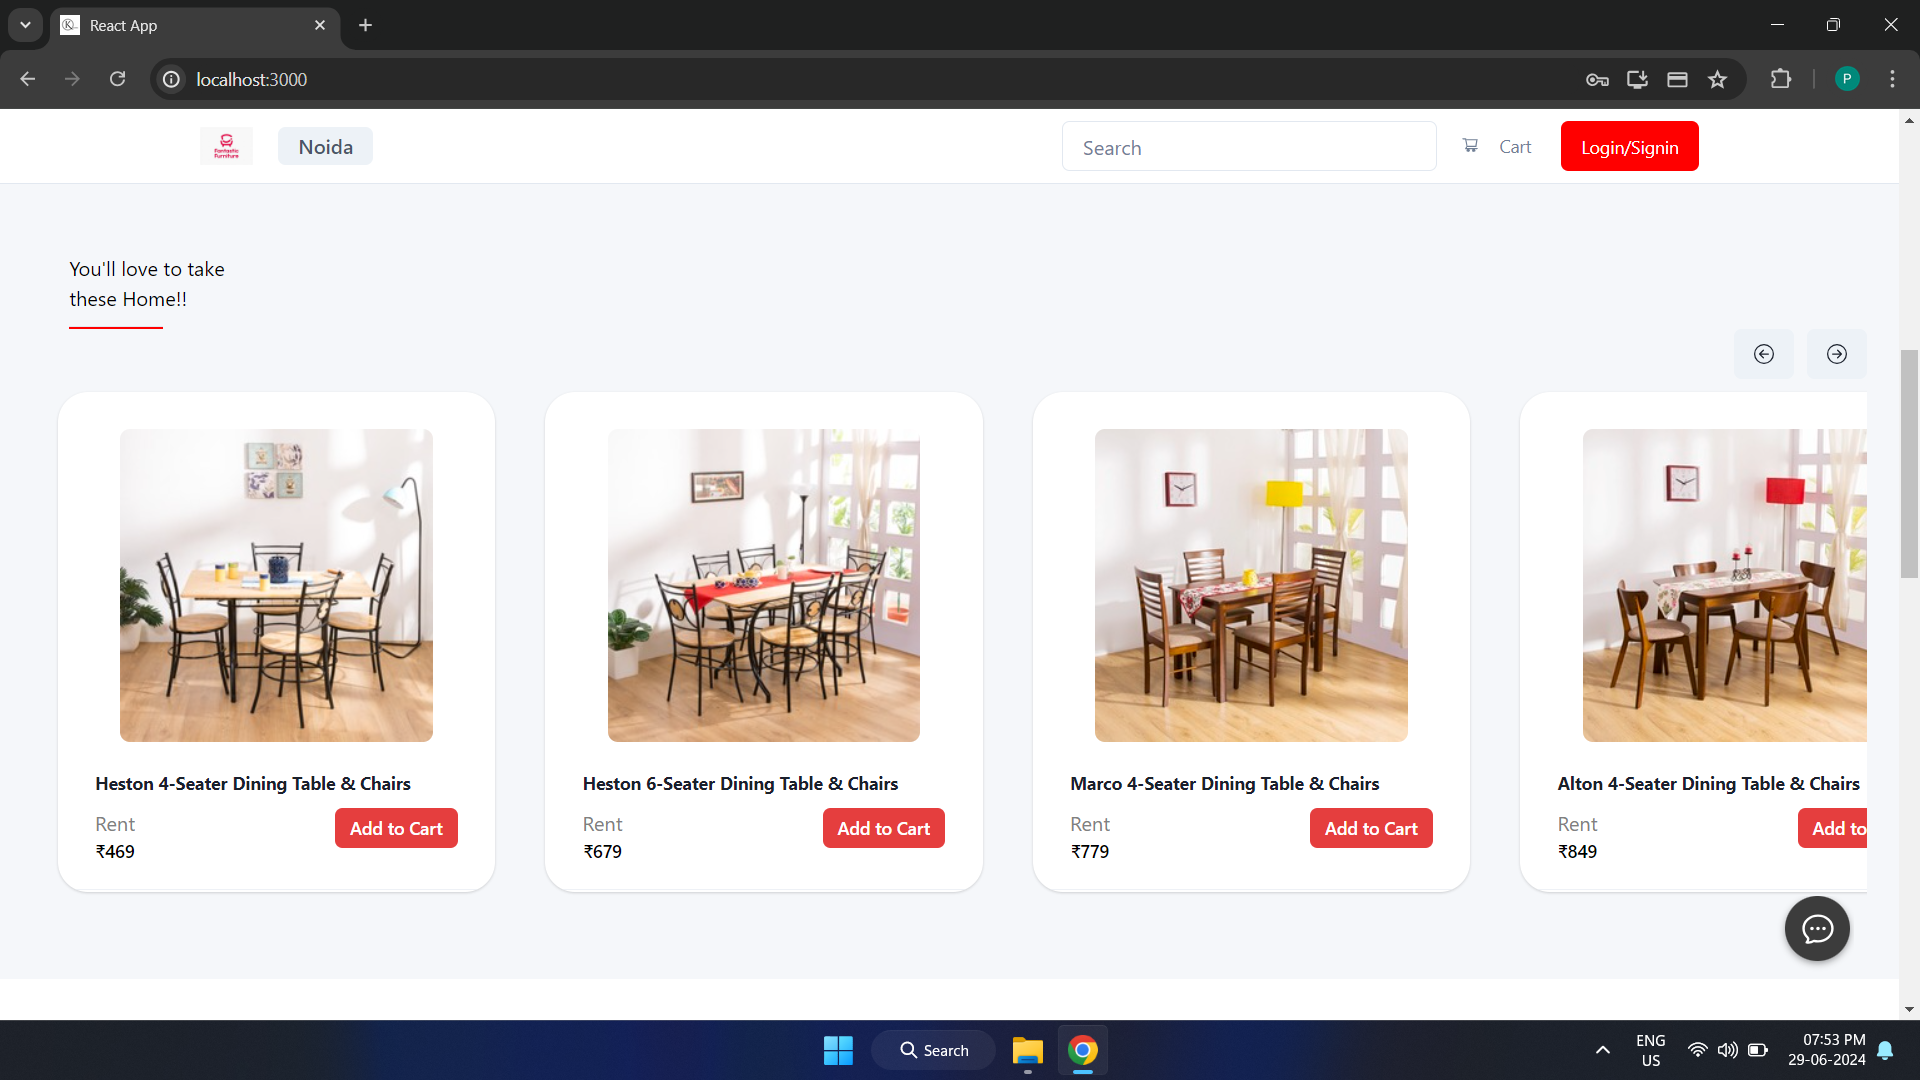 React App
localhost:3000
P
Fantastic
Furniture
Noida
Search
Cart
Login/Signin
You'll love to take
these Home!!
Heston 4-Seater Dining Table & Chairs
Rent
₹469
Add to Cart
Heston 6-Seater Dining Table & Chairs
Rent
₹679
Add to Cart
Marco 4-Seater Dining Table & Chairs
Rent
₹779
Add to Cart
Alton 4-Seater Dining Table & Chairs
Rent
₹849
Add to
Search
ENG
US
07:53 PM
29-06-2024